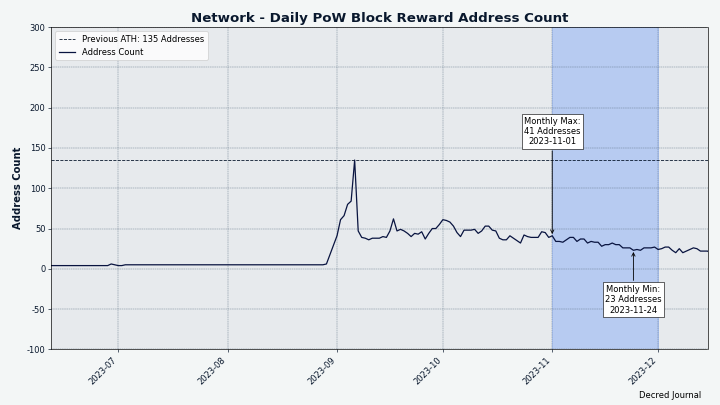 Network - Daily PoW Block Reward Address Count
Previous ATH: 135 Addresses
Address Count
Address Count
300
250
200
150
100
50
0
-50
-100
Monthly Max:
41 Addresses
2023-11-01
Monthly Min:
23 Addresses
2023-11-24
2023-07
2023-08
2023-09
2023-10
2023-11
2023-12
Decred Journal